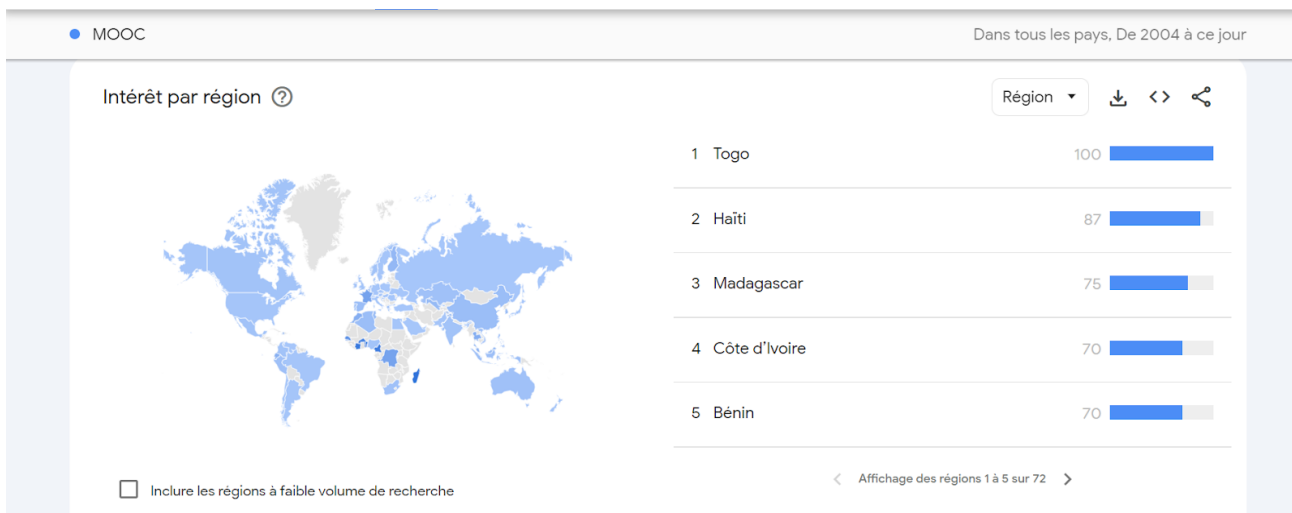 MOOC
Dans tous les pays, De 2004 à ce jour
Intérêt par région
Région
1 Togo 100
2 Haïti 87
3 Madagascar 75
4 Côte d'Ivoire 70
5 Bénin 70
Inclure les régions à faible volume de recherche
Affichage des régions 1 à 5 sur 72